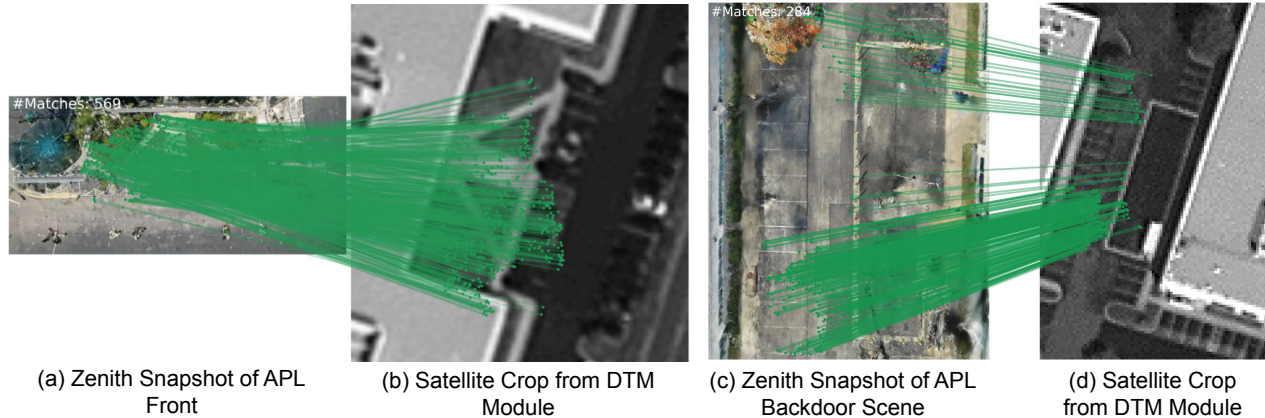 #Matches: 569
#Matches: 284
(a) Zenith Snapshot of APL
Front
(b) Satellite Crop from DTM
Module
(c) Zenith Snapshot of APL
Backdoor Scene
(d) Satellite Crop
from DTM Module